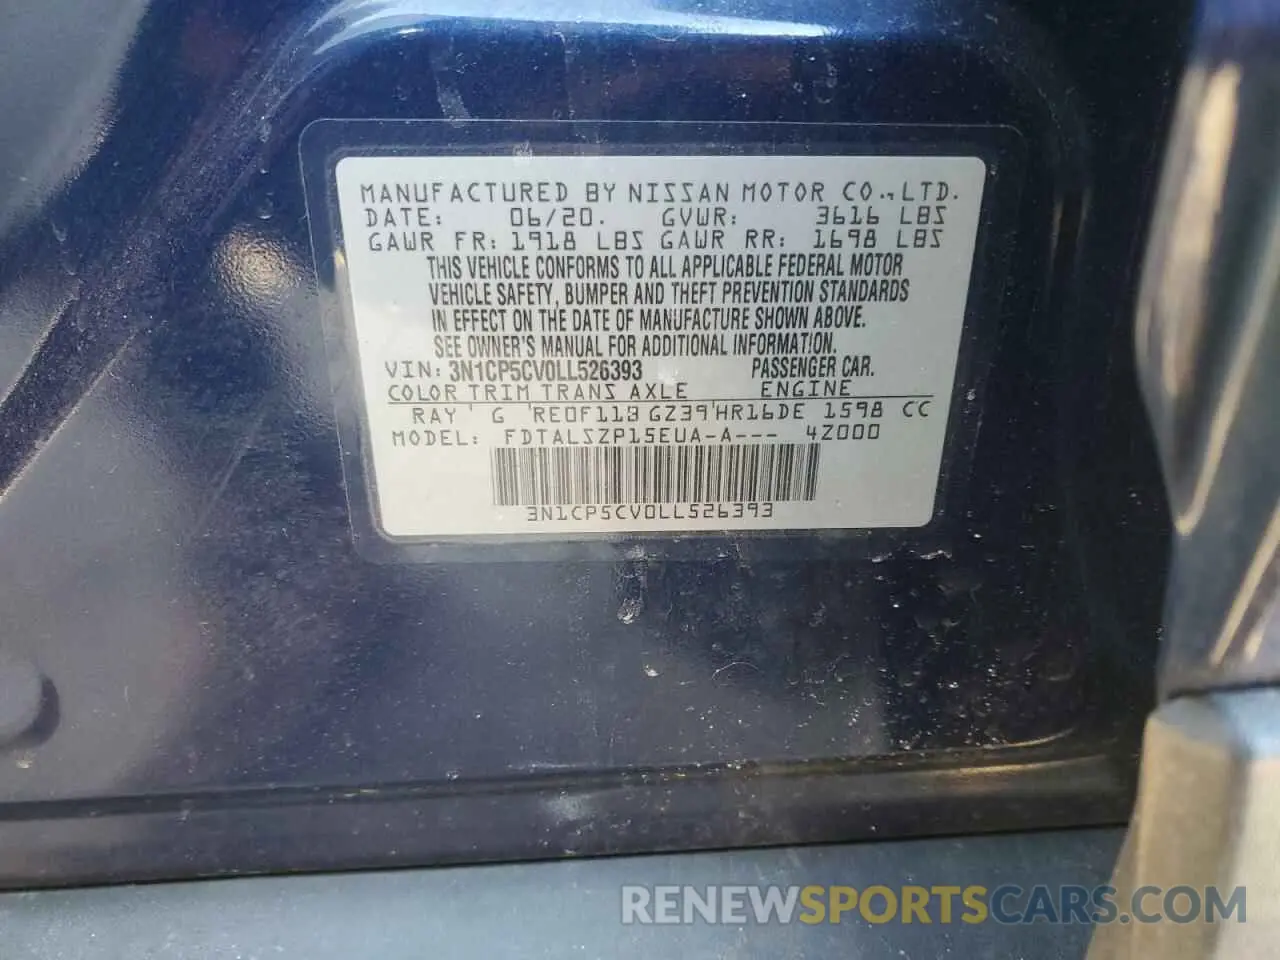 MANUFACTURED BY NISSAN MOTOR CO., LTD.
DATE: 06/20. GVWR: 3616 LBS
GAWR FR: 1918 LBS GAWR RR: 1698 LBS
THIS VEHICLE CONFORMS TO ALL APPLICABLE FEDERAL MOTOR
VEHICLE SAFETY, BUMPER AND THEFT PREVENTION STANDARDS
IN EFFECT ON THE DATE OF MANUFACTURE SHOWN ABOVE.
SEE OWNER'S MANUAL FOR ADDITIONAL INFORMATION.
VIN: 3N1CP5CV0LL526393 PASSENGER CAR.
COLOR TRIM TRANS AXLE ENGINE
RAY' G 'RE0F11B GZ39'HR16DE 1598 CC
MODEL: FDTALSZP15EUA-A--- 4Z000
3N1CP5CV0LL526393
RENEWSPORTSCARS.COM